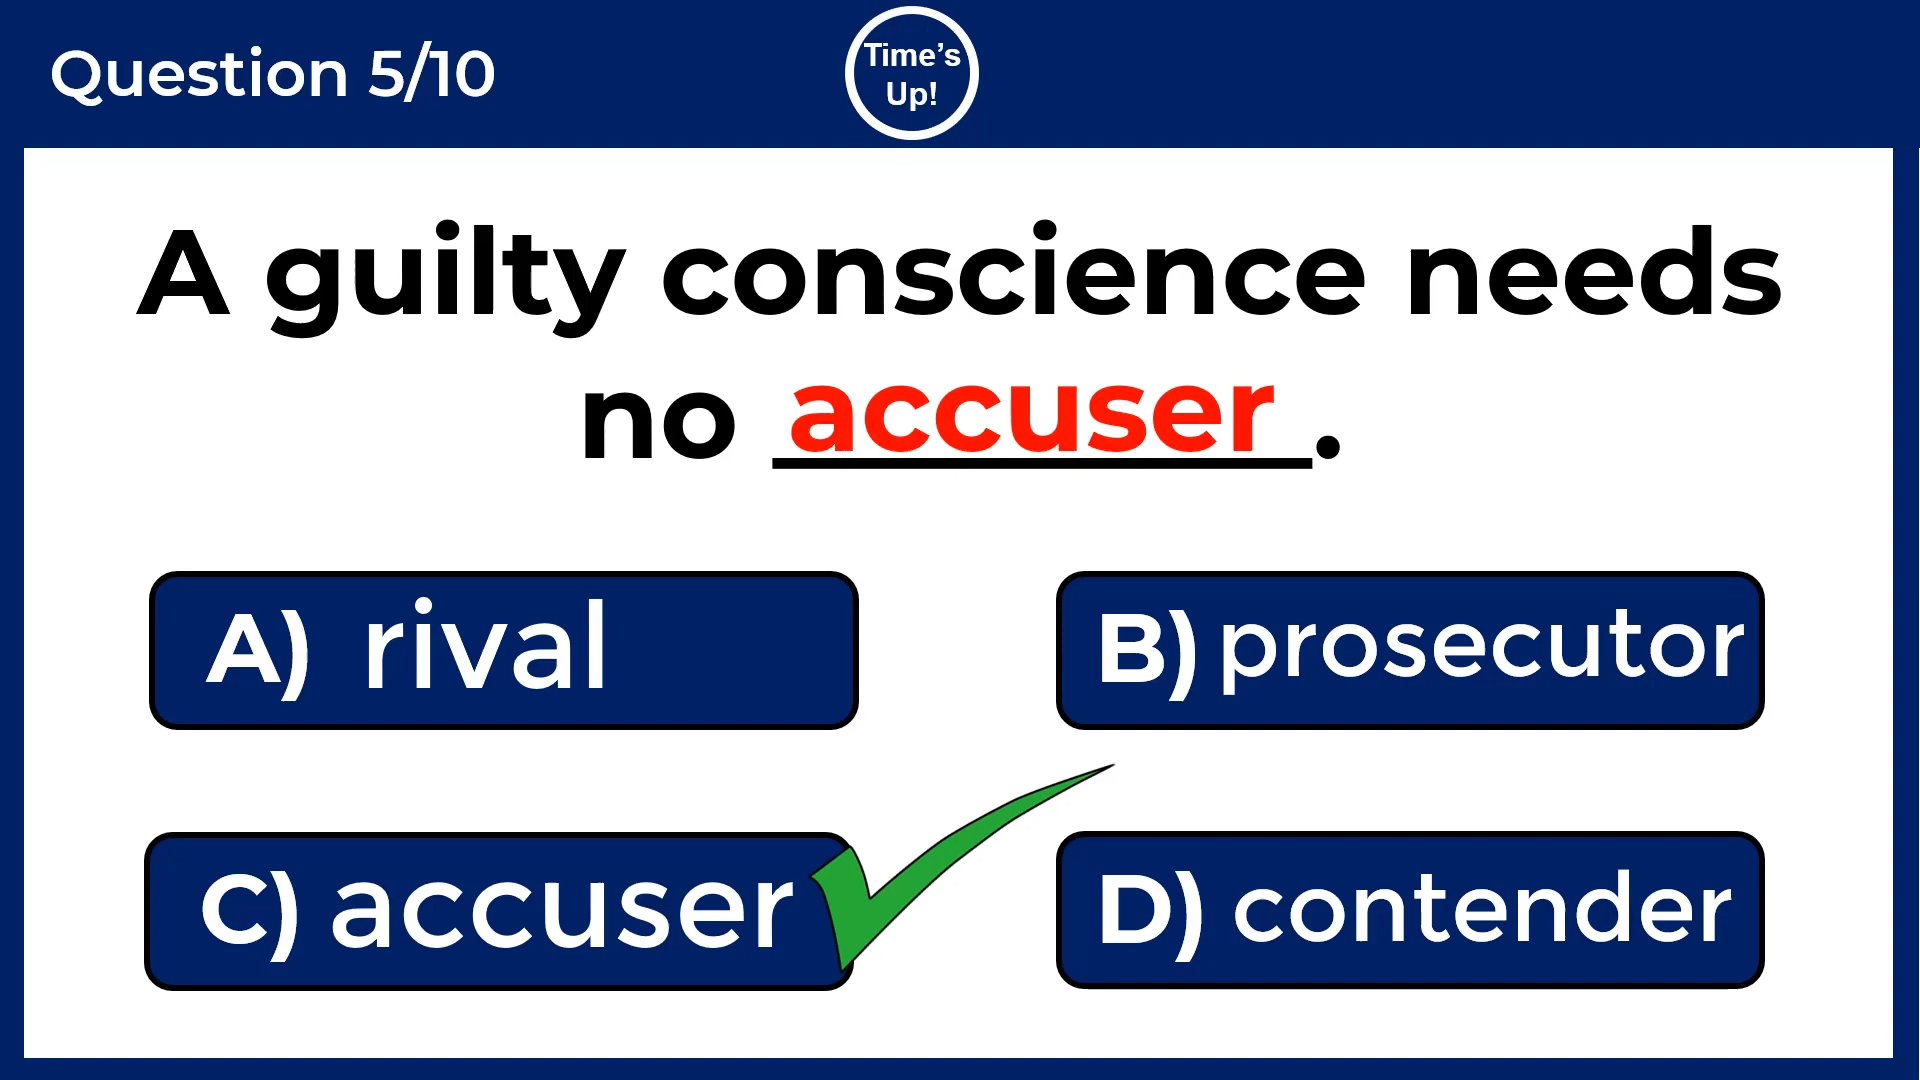 Question 5/10
Time's
Up!
A guilty conscience needs
no accuser.
A) rival
B) prosecutor
C) accuser
D) contender